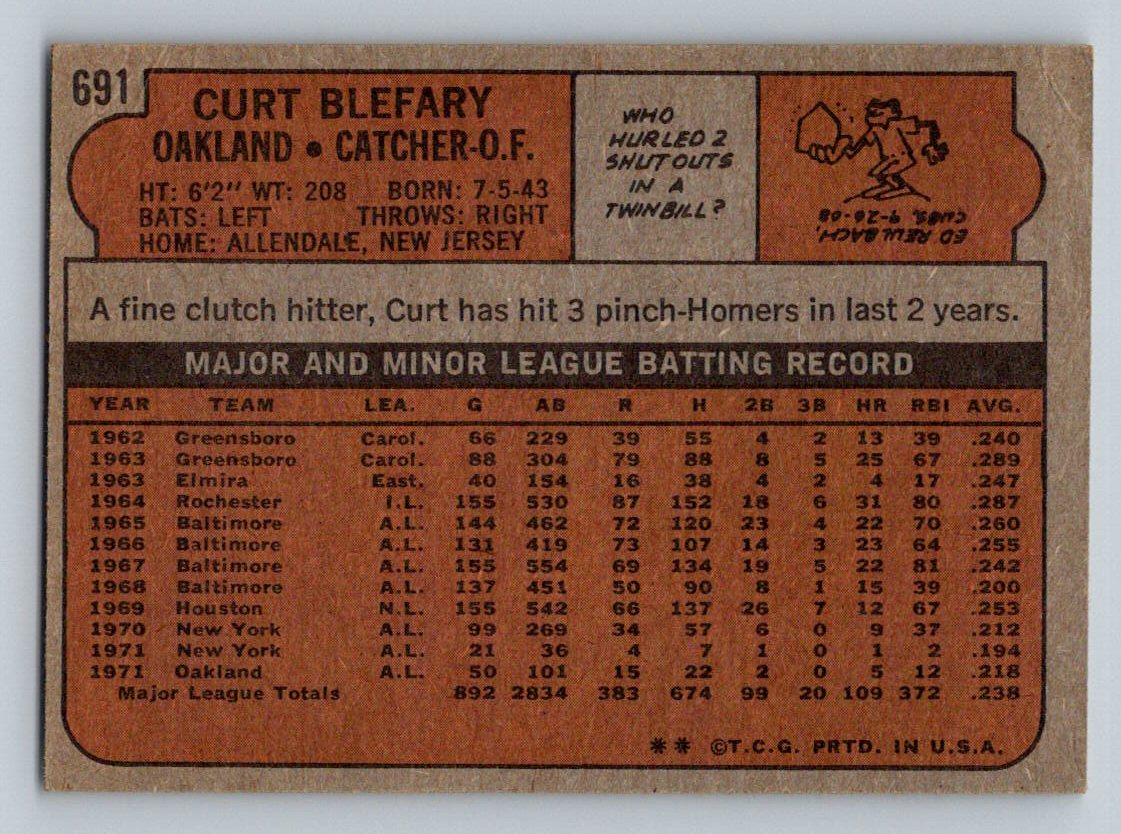 691
CURT BLEFARY
OAKLAND • CATCHER-O.F.
HT: 6'2" WT: 208 BORN: 7-5-43
BATS: LEFT THROWS: RIGHT
HOME: ALLENDALE, NEW JERSEY
WHO
HURLED 2
SHUTOUTS
IN A
TWINBILL?
ED REULBACH,
CUBS, 9-26-08
A fine clutch hitter, Curt has hit 3 pinch-Homers in last 2 years.
MAJOR AND MINOR LEAGUE BATTING RECORD
YEAR TEAM LEA. G AB R H 2B 3B HR RBI AVG.
1962 Greensboro Carol. 66 229 39 55 4 2 13 39 .240
1963 Greensboro Carol. 88 304 79 88 8 5 25 67 .289
1963 Elmira East. 40 154 16 38 4 2 4 17 .247
1964 Rochester I.L. 155 530 87 152 18 6 31 80 .287
1965 Baltimore A.L. 144 462 72 120 23 4 22 70 .260
1966 Baltimore A.L. 131 419 73 107 14 3 23 64 .255
1967 Baltimore A.L. 155 554 69 134 19 5 22 81 .242
1968 Baltimore A.L. 137 451 50 90 8 1 15 39 .200
1969 Houston N.L. 155 542 66 137 26 7 12 67 .253
1970 New York A.L. 99 269 34 57 6 0 9 37 .212
1971 New York A.L. 21 36 4 7 1 0 1 2 .194
1971 Oakland A.L. 50 101 15 22 2 0 5 12 .218
Major League Totals 892 2834 383 674 99 20 109 372 .238
** ©T.C.G. PRTD. IN U.S.A.